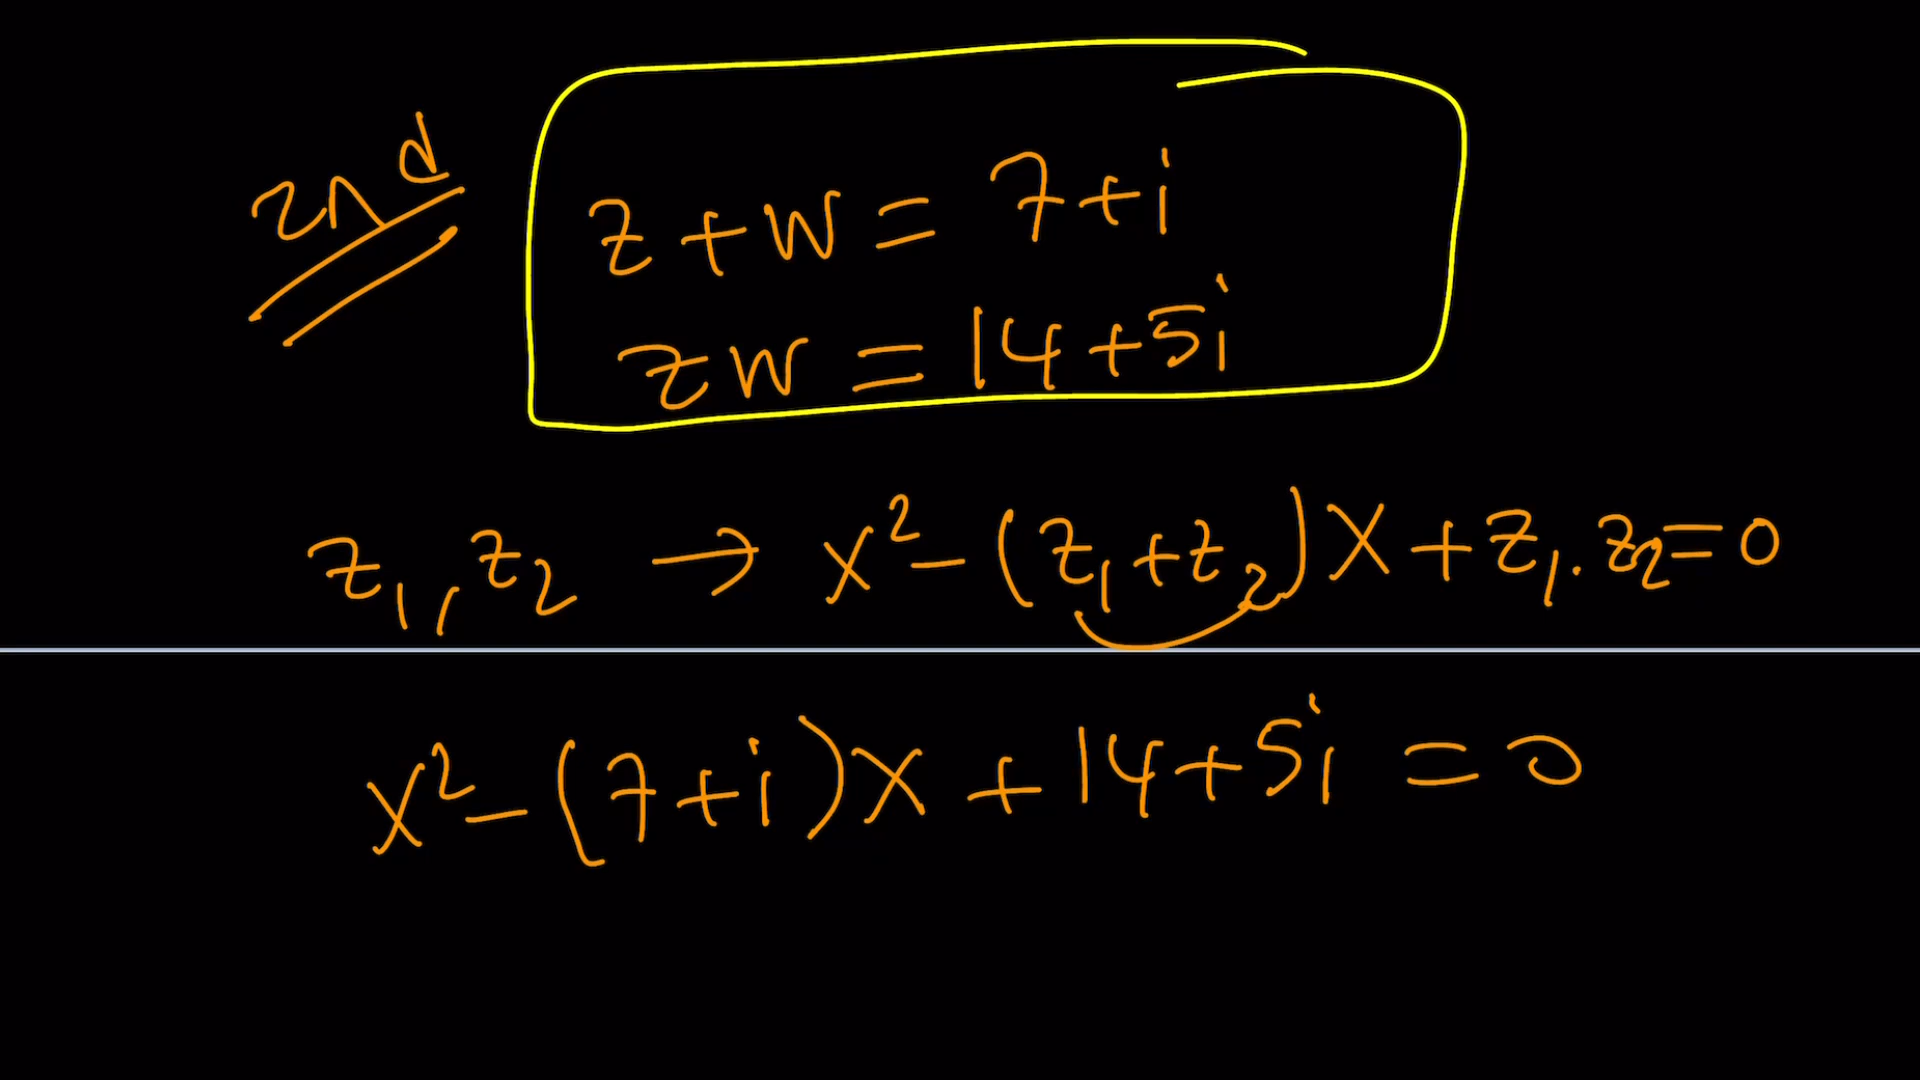 2nd
z + w = 7 + i
zw = 14 + 5i
z₁, z₂ → x² - (z₁ + z₂)x + z₁ . z₂ = 0
x² - (7 + i)x + 14 + 5i = 0